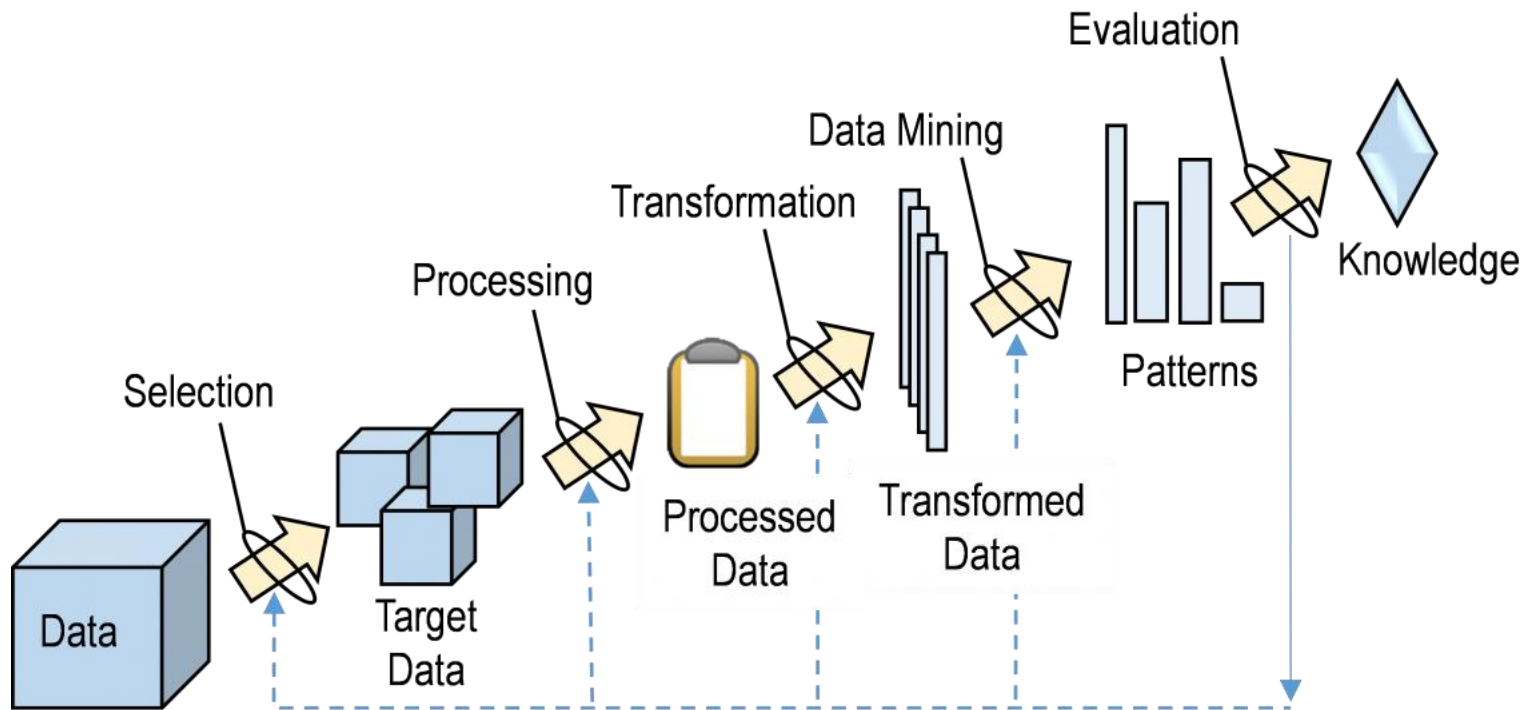 Evaluation
Data Mining
Transformation
Knowledge
Processing
Patterns
Selection
Transformed
Data
Processed
Data
Target
Data
Data